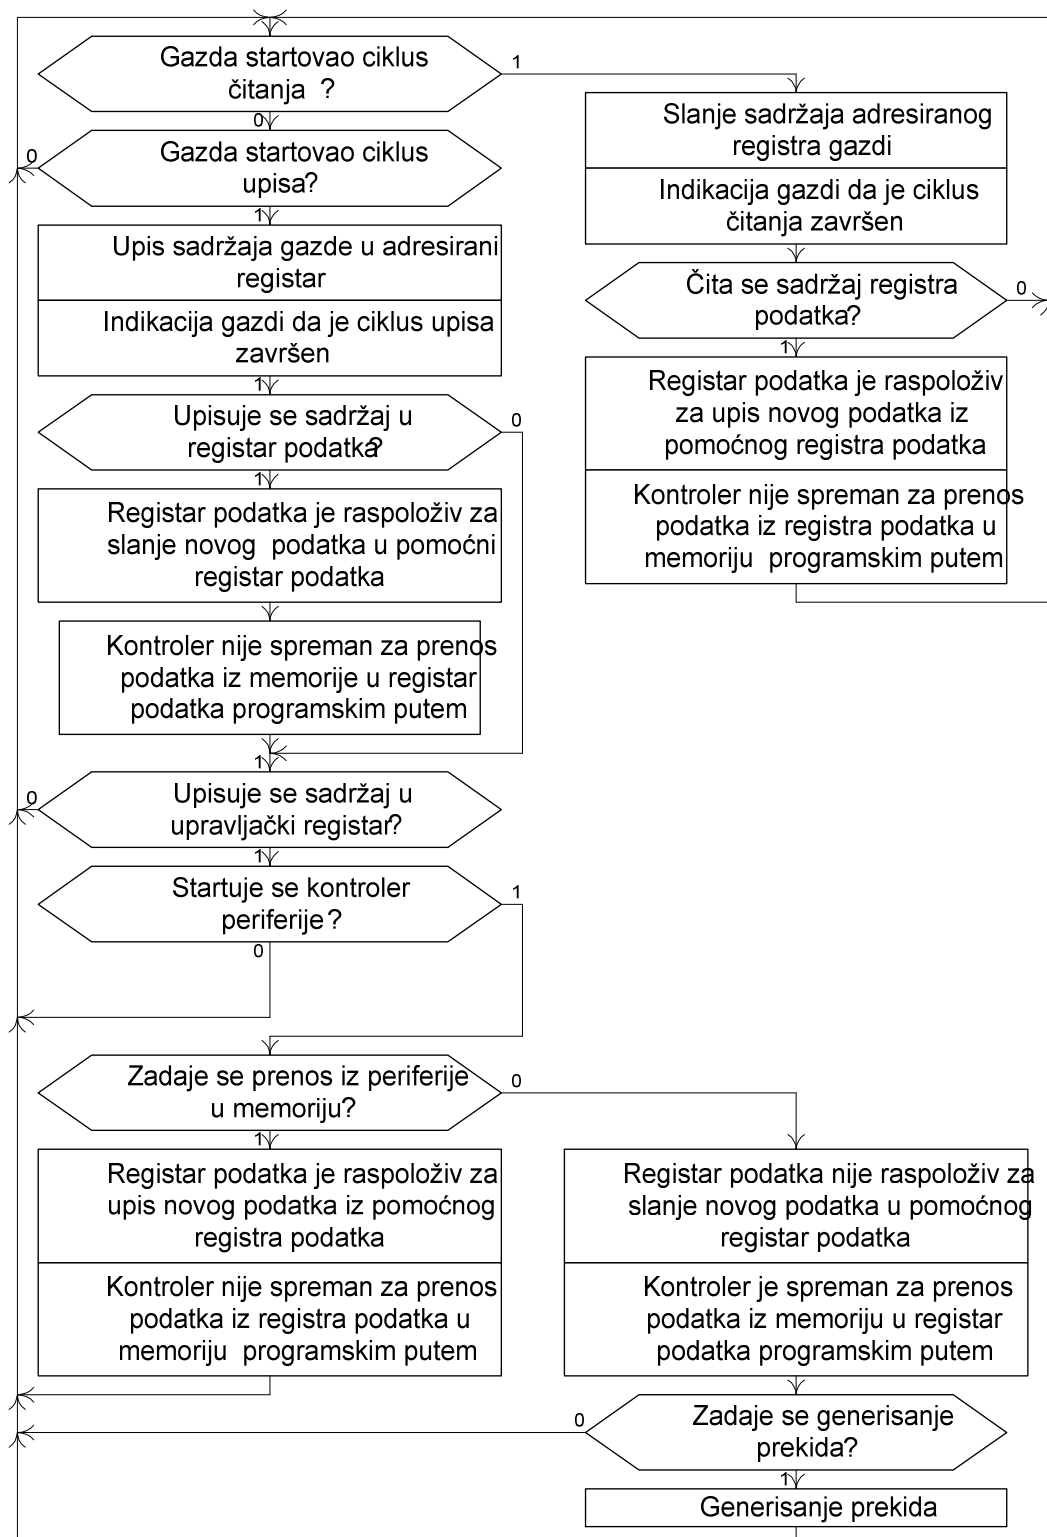 Gazda startovao ciklus
čitanja ?
1
0
Slanje sadržaja adresiranog
registra gazdi
Indikacija gazdi da je ciklus
čitanja završen
0
Gazda startovao ciklus
upisa?
1
Upis sadržaja gazde u adresirani
registar
Indikacija gazdi da je ciklus upisa
završen
1
Čita se sadržaj registra
podatka?
0
1
Registar podatka je raspoloživ
za upis novog podatka iz
pomoćnog registra podatka
Kontroler nije spreman za prenos
podatka iz registra podatka u
memoriju programskim putem
Upisuje se sadržaj u
registar podatka?
0
1
Registar podatka je raspoloživ za
slanje novog podatka u pomoćni
registar podatka
Kontroler nije spreman za prenos
podatka iz memorije u registar
podatka programskim putem
1
0
Upisuje se sadržaj u
upravljački registar?
1
Startuje se kontroler
periferije?
1
0
Zadaje se prenos iz periferije
u memoriju?
0
1
Registar podatka je raspoloživ za
upis novog podatka iz pomoćnog
registra podatka
Kontroler nije spreman za prenos
podatka iz registra podatka u
memoriju programskim putem
Registar podatka nije raspoloživ za
slanje novog podatka u pomoćnog
registar podatka
Kontroler je spreman za prenos
podatka iz memoriju u registar
podatka programskim putem
0
Zadaje se generisanje
prekida?
1
Generisanje prekida